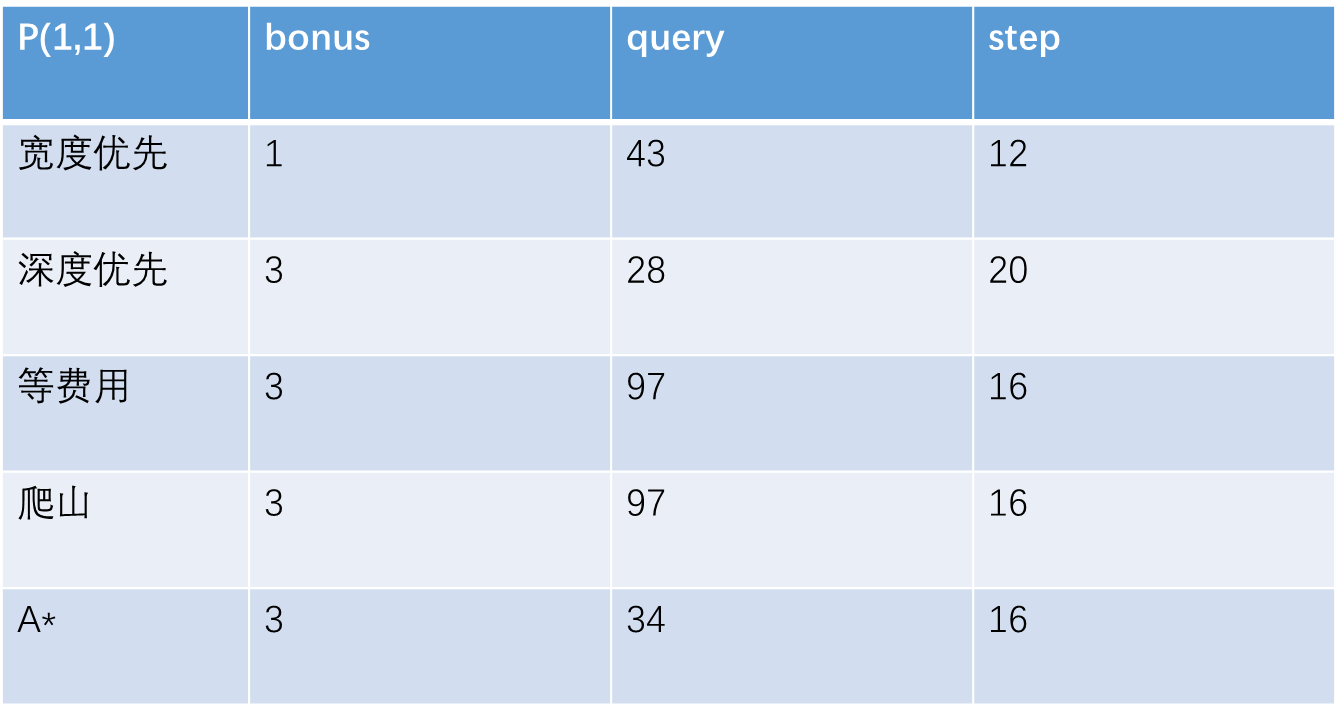 P(1,1) bonus query step
宽度优先 1 43 12
深度优先 3 28 20
等费用 3 97 16
爬山 3 97 16
A* 3 34 16